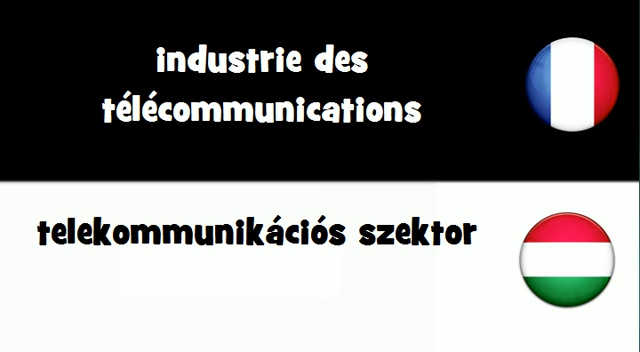 industrie des
télécommunications
telekommunikációs szektor